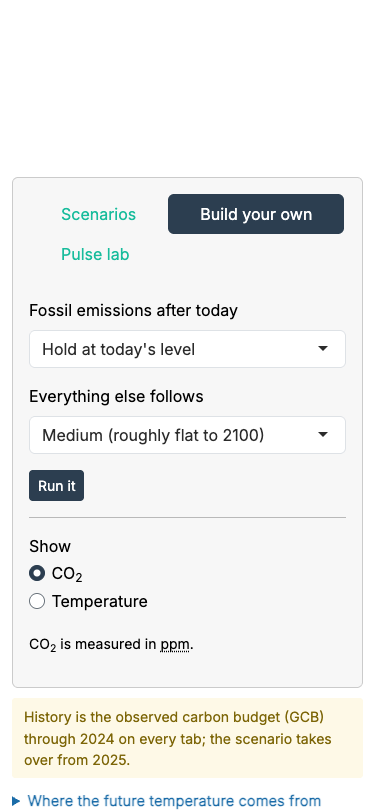 Scenarios
Build your own
Pulse lab
Fossil emissions after today
Hold at today's level
Everything else follows
Medium (roughly flat to 2100)
Run it
Show
CO₂
Temperature
CO₂ is measured in ppm.
History is the observed carbon budget (GCB)
through 2024 on every tab; the scenario takes
over from 2025.
Where the future temperature comes from